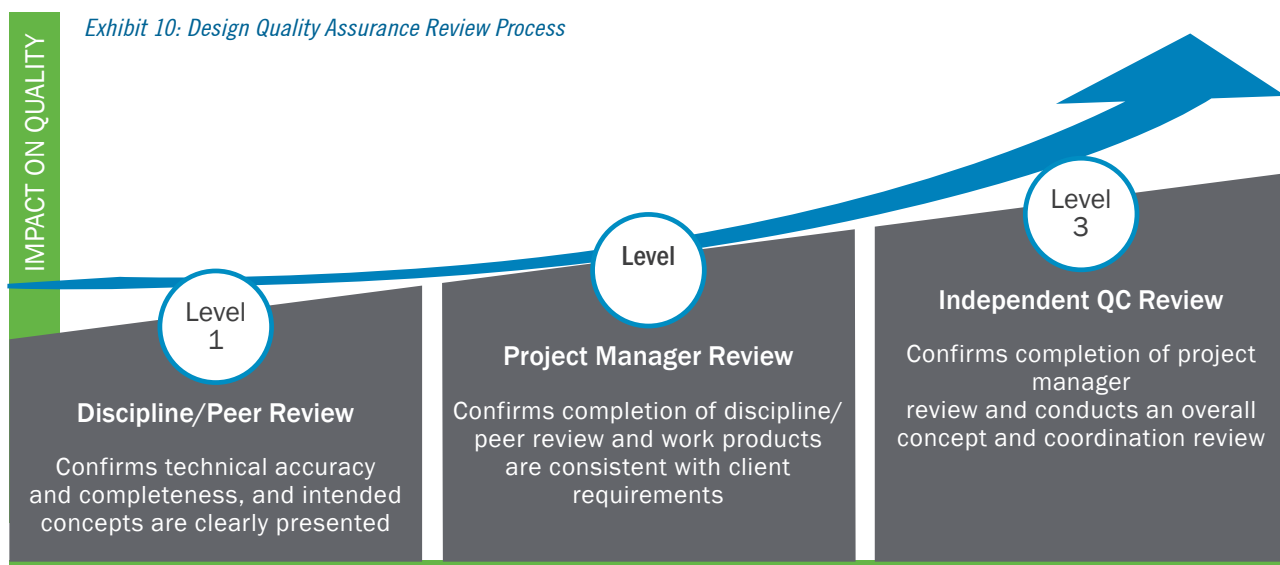 Exhibit 10: Design Quality Assurance Review Process
IMPACT ON QUALITY
Level
1
Discipline/Peer Review
Confirms technical accuracy
and completeness, and intended
concepts are clearly presented
Level
Project Manager Review
Confirms completion of discipline/
peer review and work products
are consistent with client
requirements
Level
3
Independent QC Review
Confirms completion of project
manager
review and conducts an overall
concept and coordination review